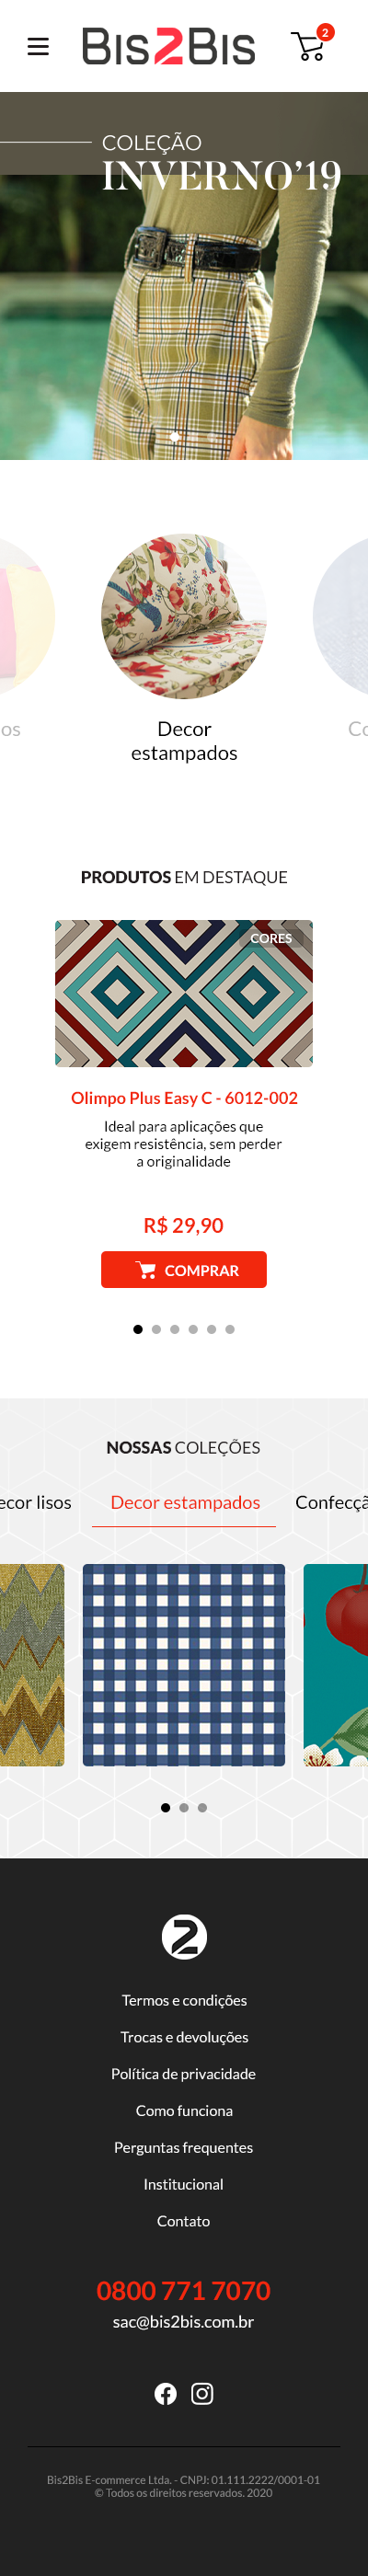 Bis2Bis
2
COLEÇÃO
INVERNO'19
os
Decor
estampados
Co
PRODUTOS EM DESTAQUE
CORES
Olimpo Plus Easy C - 6012-002
Ideal para aplicações que
exigem resistência, sem perder
a originalidade
R$ 29,90
COMPRAR
NOSSAS COLEÇÕES
ecor lisos Decor estampados Confecçã
2
Termos e condições
Trocas e devoluções
Política de privacidade
Como funciona
Perguntas frequentes
Institucional
Contato
0800 771 7070
sac@bis2bis.com.br
Bis2Bis E-commerce Ltda. - CNPJ: 01.111.2222/0001-01
© Todos os direitos reservados. 2020